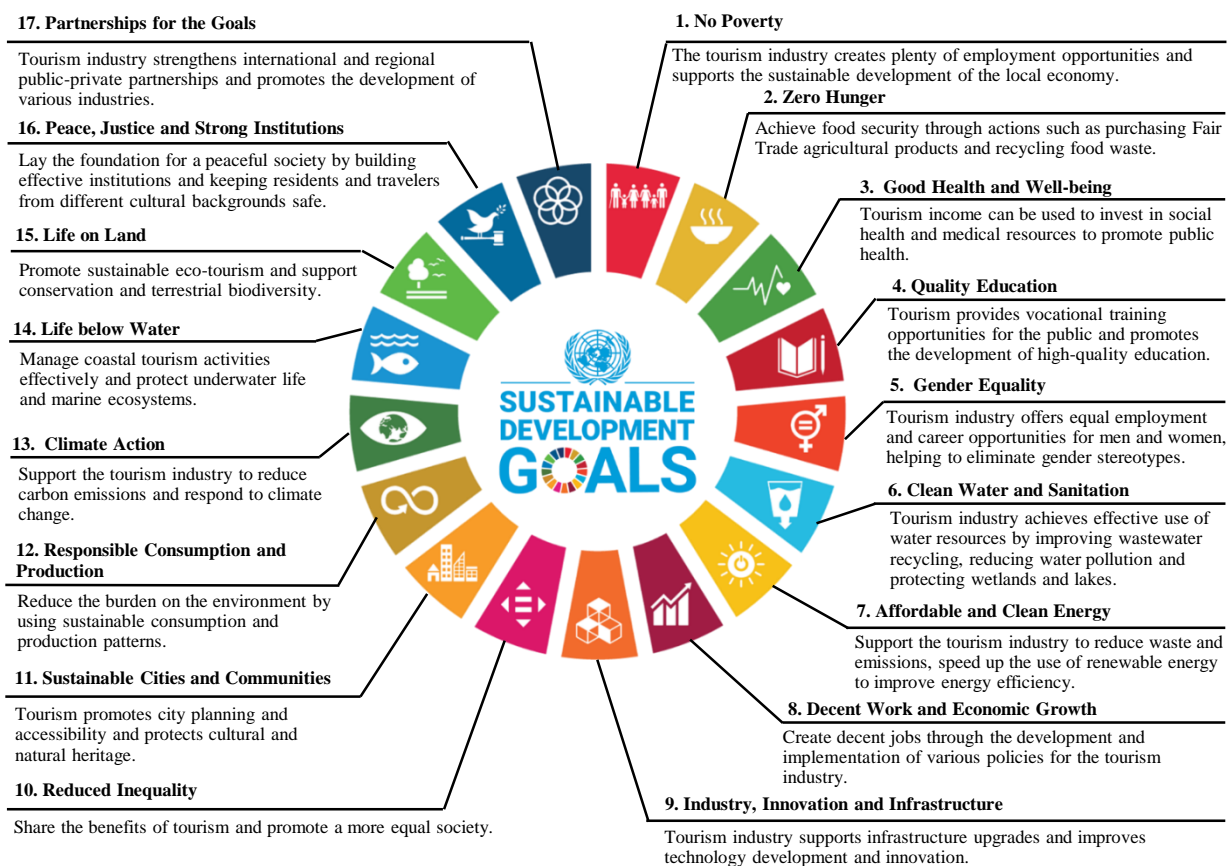 1. No Poverty
The tourism industry creates plenty of employment opportunities and
supports the sustainable development of the local economy.
2. Zero Hunger
Achieve food security through actions such as purchasing Fair
Trade agricultural products and recycling food waste.
3. Good Health and Well-being
Tourism income can be used to invest in social
health and medical resources to promote public
health.
4. Quality Education
Tourism provides vocational training
opportunities for the public and promotes
the development of high-quality education.
5. Gender Equality
Tourism industry offers equal employment
and career opportunities for men and women,
helping to eliminate gender stereotypes.
6. Clean Water and Sanitation
Tourism industry achieves effective use of
water resources by improving wastewater
recycling, reducing water pollution and
protecting wetlands and lakes.
7. Affordable and Clean Energy
Support the tourism industry to reduce waste and
emissions, speed up the use of renewable energy
to improve energy efficiency.
8. Decent Work and Economic Growth
Create decent jobs through the development and
implementation of various policies for the tourism
industry.
9. Industry, Innovation and Infrastructure
Tourism industry supports infrastructure upgrades and improves
technology development and innovation.
10. Reduced Inequality
Share the benefits of tourism and promote a more equal society.
11. Sustainable Cities and Communities
Tourism promotes city planning and
accessibility and protects cultural and
natural heritage.
12. Responsible Consumption and
Production
Reduce the burden on the environment by
using sustainable consumption and
production patterns.
13. Climate Action
Support the tourism industry to reduce
carbon emissions and respond to climate
change.
14. Life below Water
Manage coastal tourism activities
effectively and protect underwater life
and marine ecosystems.
15. Life on Land
Promote sustainable eco-tourism and support
conservation and terrestrial biodiversity.
16. Peace, Justice and Strong Institutions
Lay the foundation for a peaceful society by building
effective institutions and keeping residents and travelers
from different cultural backgrounds safe.
17. Partnerships for the Goals
Tourism industry strengthens international and regional
public-private partnerships and promotes the development of
various industries.
SUSTAINABLE
DEVELOPMENT
GOALS